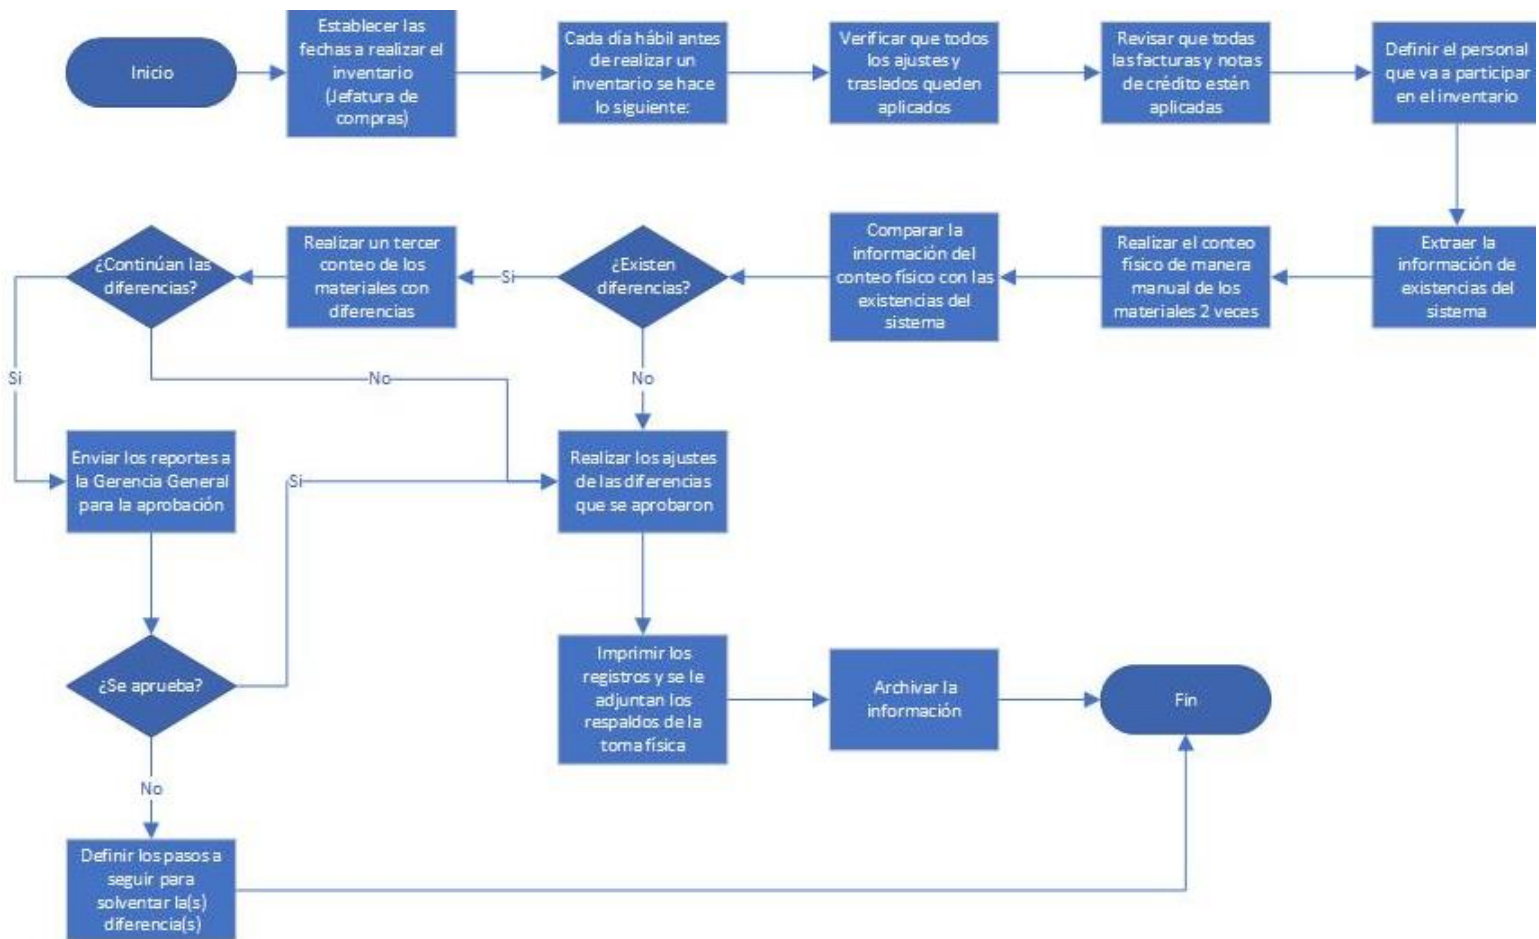 Inicio
Establecer las
fechas a realizar el
inventario
(Jefatura de
compras)
Cada día hábil antes
de realizar un
inventario se hace
lo siguiente:
Verificar que todos
los ajustes y
traslados queden
aplicados
Revisar que todas
las facturas y notas
de crédito estén
aplicadas
Definir el personal
que va a participar
en el inventario
Extraer la
información de
existencias del
sistema
Realizar el conteo
físico de manera
manual de los
materiales 2 veces
Comparar la
información del
conteo físico con las
existencias del
sistema
¿Existen
diferencias?
Si
Realizar un tercer
conteo de los
materiales con
diferencias
¿Continúan las
diferencias?
Si
No
No
Enviar los reportes a
la Gerencia General
para la aprobación
Si
Realizar los ajustes
de las diferencias
que se aprobaron
¿Se aprueba?
Imprimir los
registros y se le
adjuntan los
respaldos de la
toma física
Archivar la
información
Fin
No
Definir los pasos a
seguir para
solventar la(s)
diferencia(s)